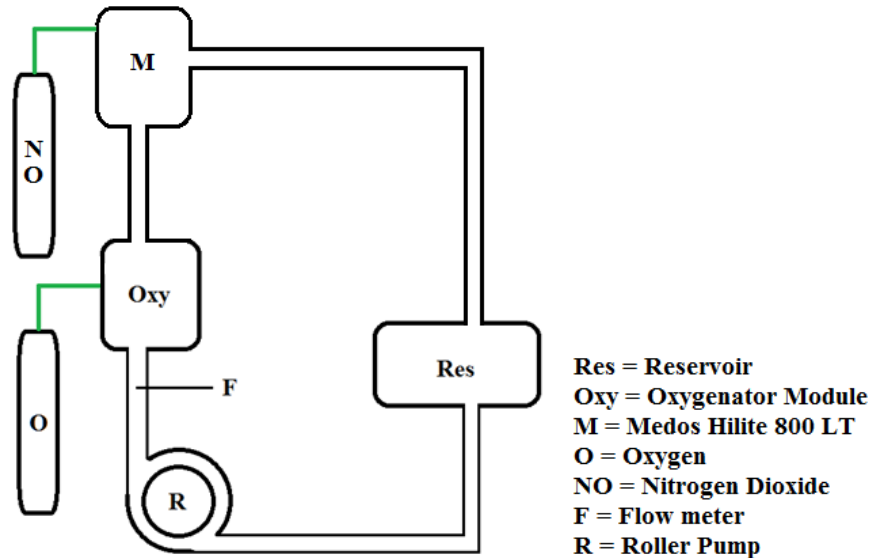 M
N
O
Oxy
F
Res
O
R
Res = Reservoir
Oxy = Oxygenator Module
M = Medos Hilite 800 LT
O = Oxygen
NO = Nitrogen Dioxide
F = Flow meter
R = Roller Pump